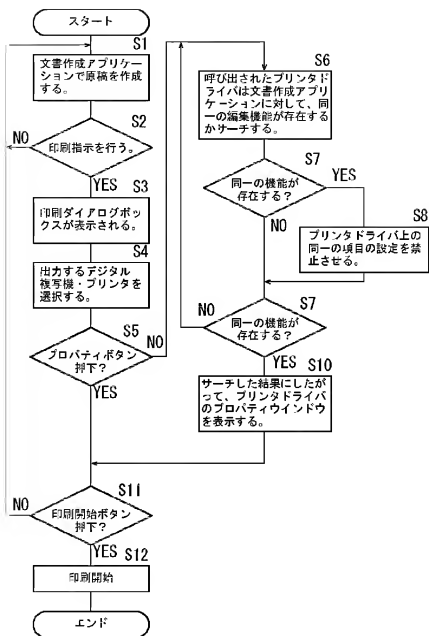 スタート
S1
文書作成アプリケー
ションで原稿を作成
する。
S2
NO
印刷指示を行う。
YES
S3
印刷ダイアログボッ
クスが表示される。
S4
出力するデジタル
複写機・プリンタを
選択する。
S5
NO
プロパティボタン
押下?
YES
S6
呼び出されたプリンタド
ライバは文書作成アプリ
ケーションに対して、同
一の編集機能が存在する
かサーチする。
S7
YES
同一の機能が
存在する?
NO
S8
プリンタドライバ上の
同一の項目の設定を禁
止させる。
S7
NO
同一の機能が
存在する?
YES
S10
サーチした結果にしたが
って、プリンタドライバ
のプロパティウインドウ
を表示する。
S11
NO
印刷開始ボタン
押下?
YES
S12
印刷開始
エンド